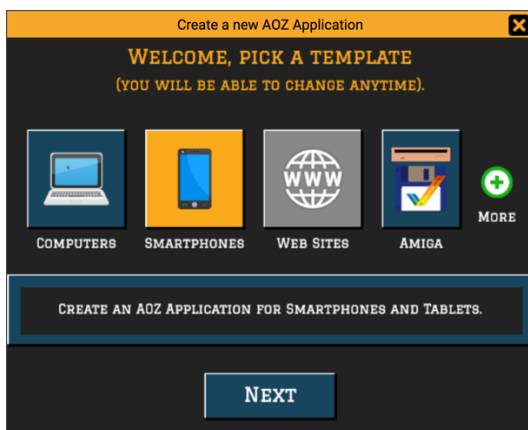 Create a new AOZ Application
Welcome, pick a template
(you will be able to change anytime).
WWW
Computers
Smartphones
Web Sites
Amiga
More
Create an AOZ Application for Smartphones and Tablets.
Next